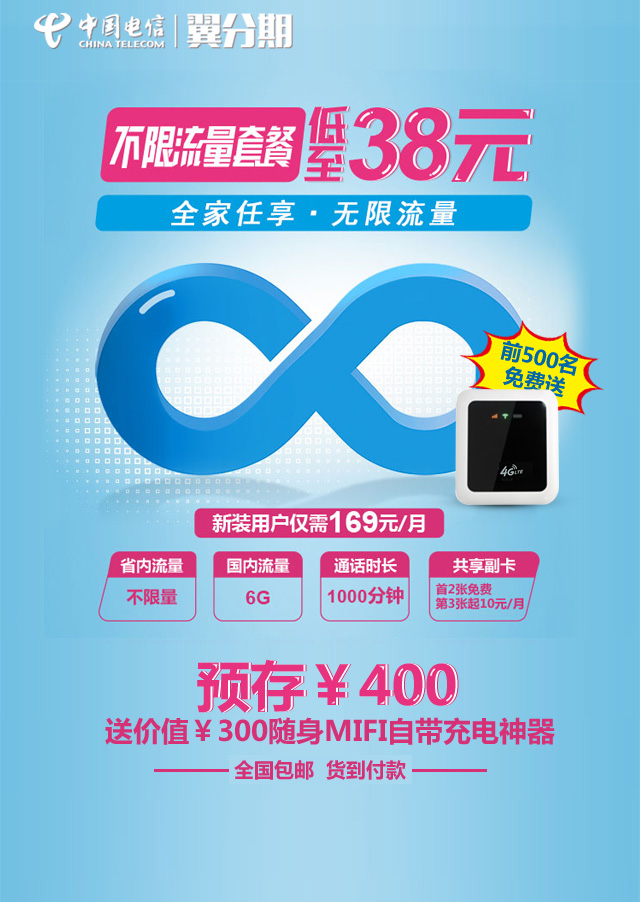 中国电信
CHINA TELECOM
翼分期
不限流量套餐
低至38元
全家任享·无限流量
前500名
免费送
4G LTE
新装用户仅需169元/月
省内流量
不限量
国内流量
6G
通话时长
1000分钟
共享副卡
首2张免费
第3张起10元/月
预存￥400
送价值￥300随身MIFI自带充电神器
全国包邮 货到付款